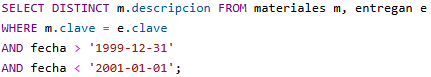 SELECT DISTINCT m.descripcion FROM materiales m, entregan e
WHERE m.clave = e.clave
AND fecha > '1999-12-31'
AND fecha < '2001-01-01';